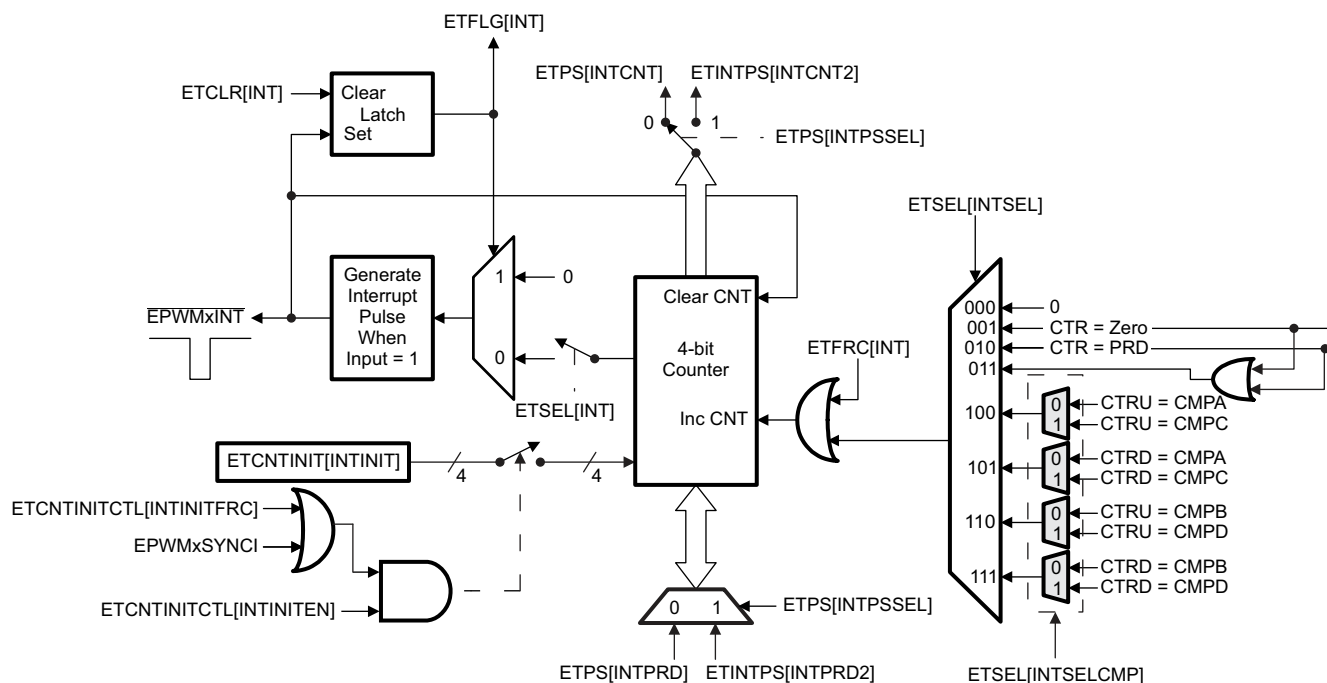 ETFLG[INT]
ETPS[INTCNT]
ETINTPS[INTCNT2]
ETCLR[INT]
Clear
Latch
Set
0
1
ETPS[INTPSSEL]
ETSEL[INTSEL]
Generate
Interrupt
Pulse
When
Input = 1
1
0
0
EPWMxINT
ETSEL[INT]
Clear CNT
4-bit
Counter
Inc CNT
ETFRC[INT]
000
0
001
CTR = Zero
010
CTR = PRD
011
100
0
CTRU = CMPA
1
CTRU = CMPC
101
0
CTRD = CMPA
1
CTRD = CMPC
110
0
CTRU = CMPB
1
CTRU = CMPD
111
0
CTRD = CMPB
1
CTRD = CMPD
ETCNTINIT[INTINIT]
4
4
ETCNTINITCTL[INTINITFRC]
EPWMxSYNCI
ETCNTINITCTL[INTINITEN]
0
1
ETPS[INTPSSEL]
ETPS[INTPRD]
ETINTPS[INTPRD2]
ETSEL[INTSELCMP]